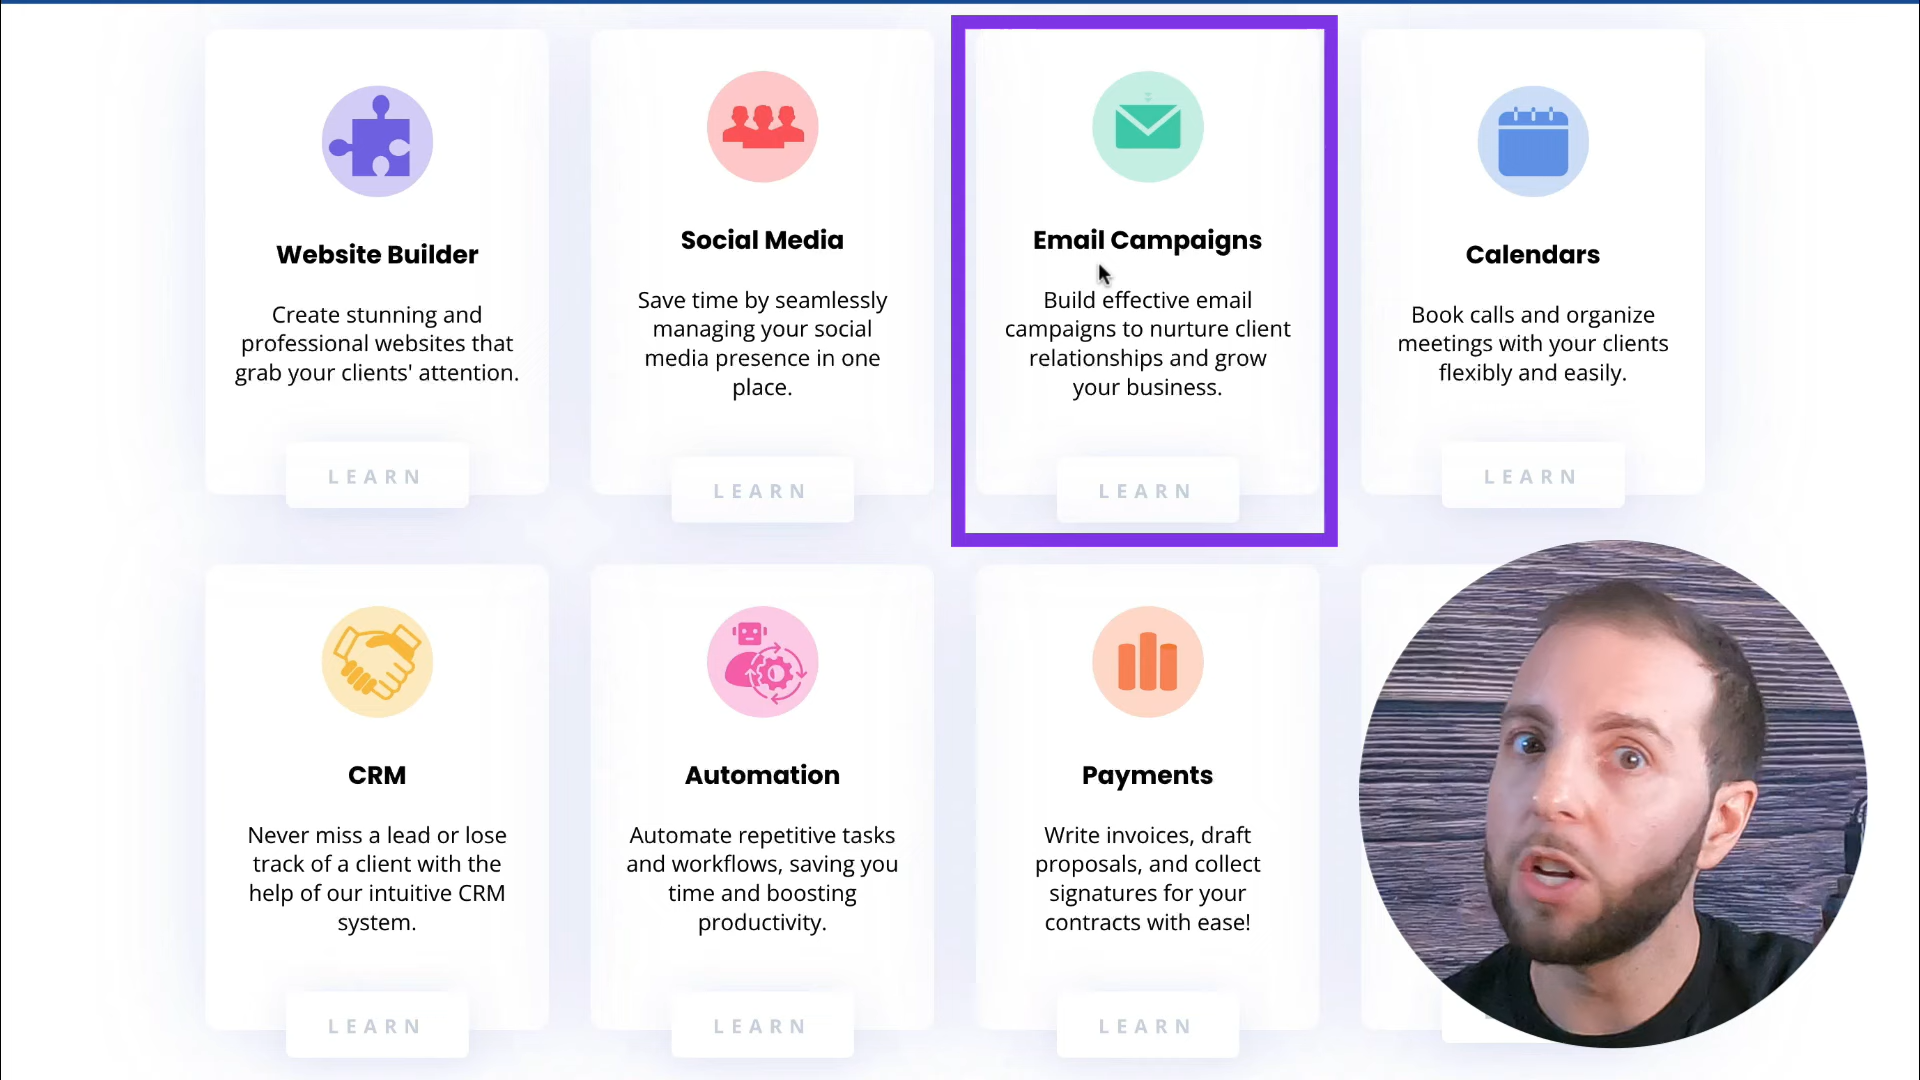 Website Builder
Create stunning and
professional websites that
grab your clients' attention.
LEARN
Social Media
Save time by seamlessly
managing your social
media presence in one
place.
LEARN
Email Campaigns
Build effective email
campaigns to nurture client
relationships and grow
your business.
LEARN
Calendars
Book calls and organize
meetings with your clients
flexibly and easily.
LEARN
CRM
Never miss a lead or lose
track of a client with the
help of our intuitive CRM
system.
LEARN
Automation
Automate repetitive tasks
and workflows, saving you
time and boosting
productivity.
LEARN
Payments
Write invoices, draft
proposals, and collect
signatures for your
contracts with ease!
LEARN